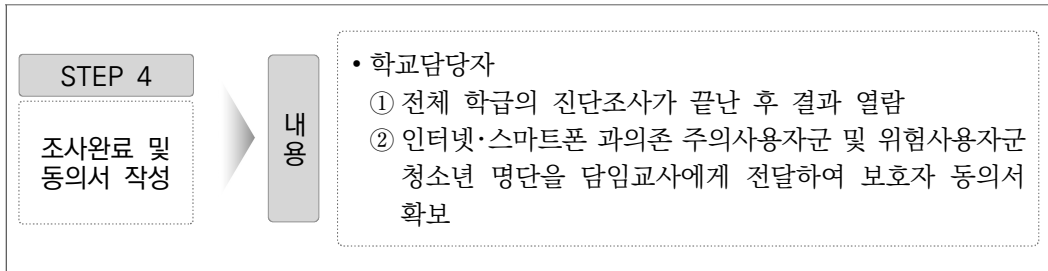 STEP 4
조사완료 및
동의서 작성
내
용
• 학교담당자
① 전체 학급의 진단조사가 끝난 후 결과 열람
② 인터넷·스마트폰 과의존 주의사용자군 및 위험사용자군
청소년 명단을 담임교사에게 전달하여 보호자 동의서
확보